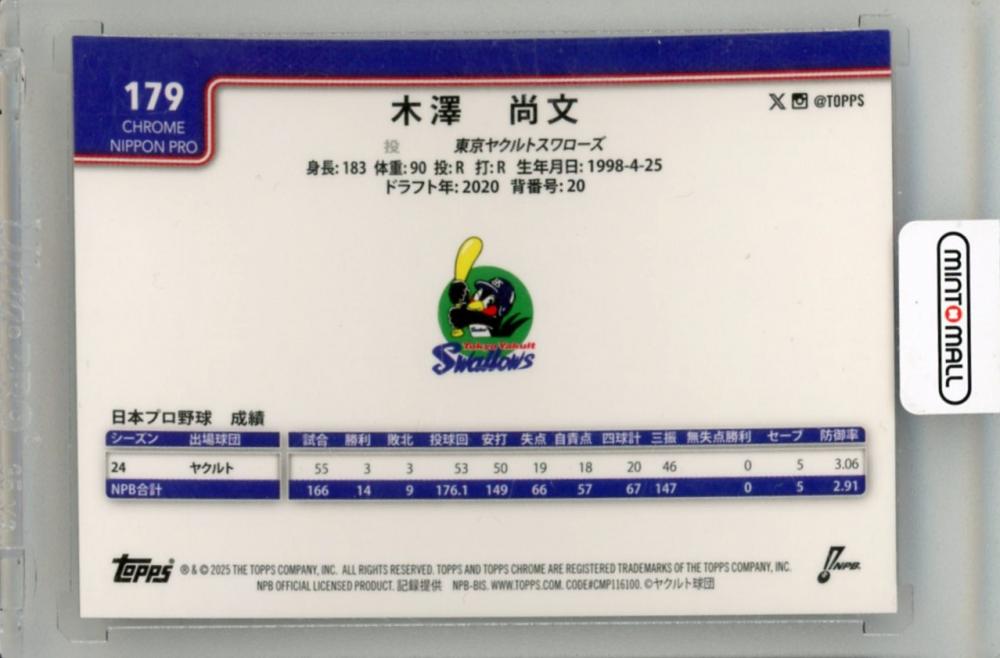 179
CHROME
NIPPON PRO
木澤 尚文
@TOPPS
投 東京ヤクルトスワローズ
身長: 183 体重: 90 投: R 打: R 生年月日: 1998-4-25
ドラフト年: 2020 背番号: 20
Tokyo Yakult
Swallows
日本プロ野球 成績
シーズン 出場球団 試合 勝利 敗北 投球回 安打 失点 自責点 四球計 三振 無失点勝利 セーブ 防御率
24 ヤクルト 55 3 3 53 50 19 18 20 46 0 5 3.06
NPB合計 166 14 9 176.1 149 66 57 67 147 0 5 2.91
topps ® & © 2025 THE TOPPS COMPANY, INC. ALL RIGHTS RESERVED. TOPPS AND TOPPS CHROME ARE REGISTERED TRADEMARKS OF THE TOPPS COMPANY, INC.
NPB OFFICIAL LICENSED PRODUCT. 記録提供 NPB-BIS. WWW.TOPPS.COM. CODE#CMP116100. ©ヤクルト球団
NPB.
MINTOMALL